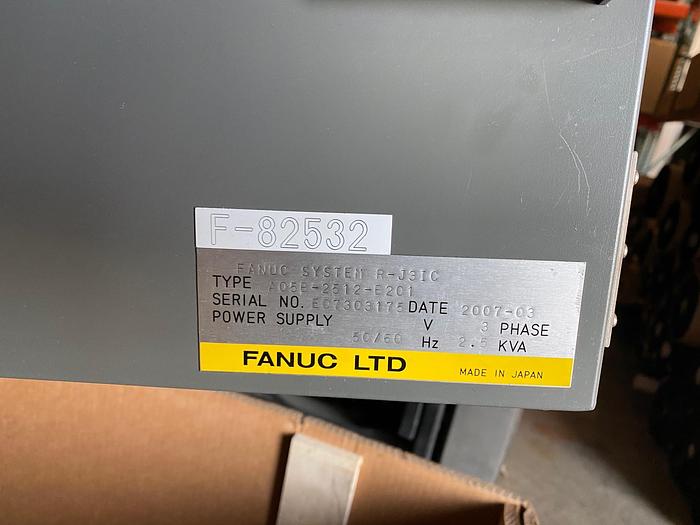 F-82532
FANUC SYSTEM R-J3IC
TYPE A05B-2512-B201
SERIAL NO. E07303175 DATE 2007-03
POWER SUPPLY V 3 PHASE
50/60 Hz 2.5 KVA
FANUC LTD MADE IN JAPAN